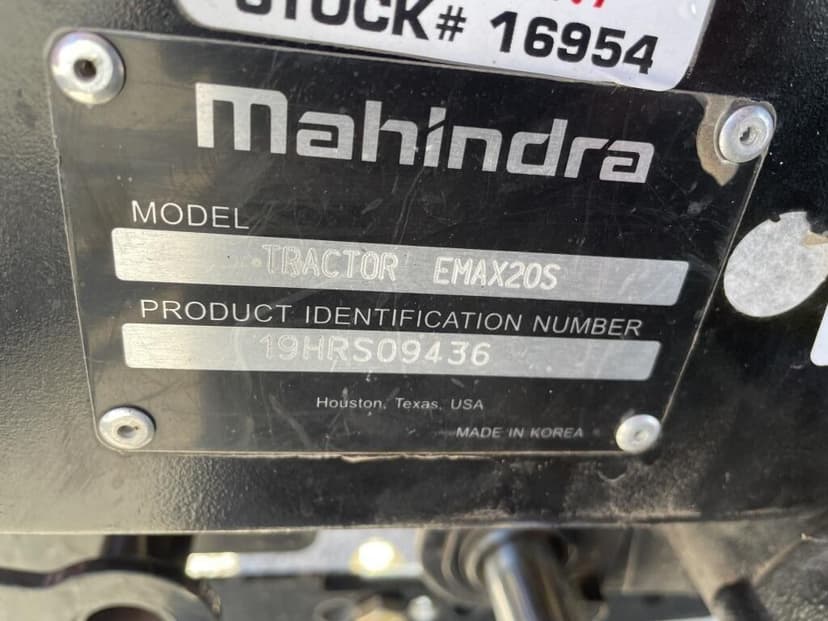 STOCK# 16954
Mahindra
MODEL
TRACTOR EMAX20S
PRODUCT IDENTIFICATION NUMBER
19HRS09436
Houston, Texas, USA
MADE IN KOREA